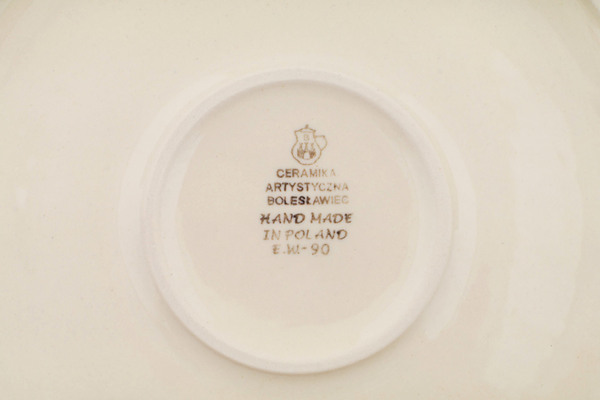 CERAMIKA
ARTYSTYCZNA
BOLESŁAWIEC
HAND MADE
IN POLAND
E.W-90